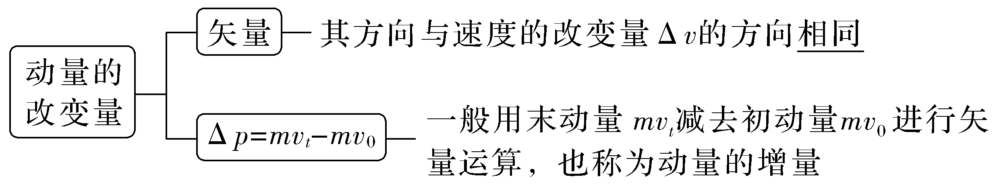 动量的
改变量
矢量
其方向与速度的改变量 Δv的方向相同
Δp=mvₜ−mv₀
一般用末动量 mvₜ减去初动量mv₀进行矢
量运算，也称为动量的增量